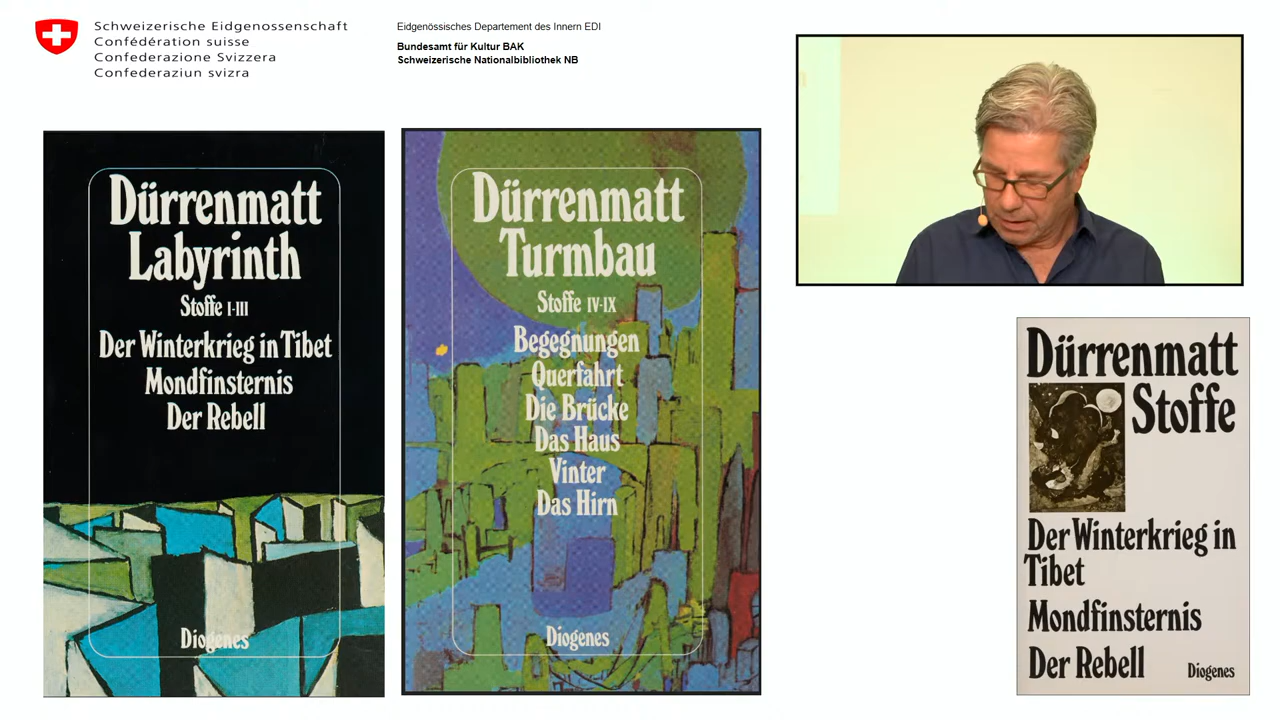 Schweizerische Eidgenossenschaft
Confédération suisse
Confederazione Svizzera
Confederaziun svizra
Eidgenössisches Departement des Innern EDI
Bundesamt für Kultur BAK
Schweizerische Nationalbibliothek NB
Dürrenmatt
Labyrinth
Stoffe I-III
Der Winterkrieg in Tibet
Mondfinsternis
Der Rebell
Diogenes
Dürrenmatt
Turmbau
Stoffe IV-IX
Begegnungen
Querfahrt
Die Brücke
Das Haus
Vinter
Das Hirn
Diogenes
Dürrenmatt
Stoffe
Der Winterkrieg in
Tibet
Mondfinsternis
Der Rebell
Diogenes